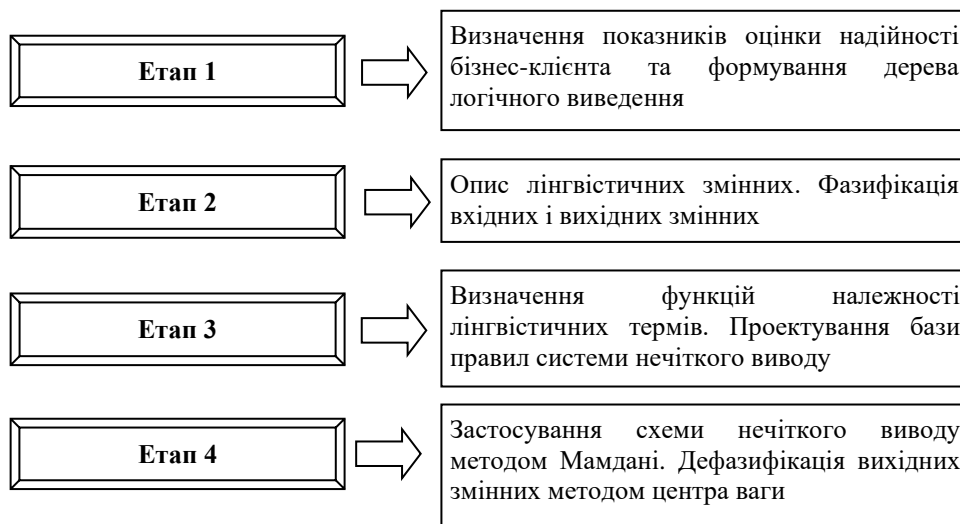 Етап 1
Визначення показників оцінки надійності
бізнес-клієнта та формування дерева
логічного виведення
Етап 2
Опис лінгвістичних змінних. Фазифікація
вхідних і вихідних змінних
Етап 3
Визначення функцій належності
лінгвістичних термів. Проектування бази
правил системи нечіткого виводу
Етап 4
Застосування схеми нечіткого виводу
методом Мамдані. Дефазифікація вихідних
змінних методом центра ваги